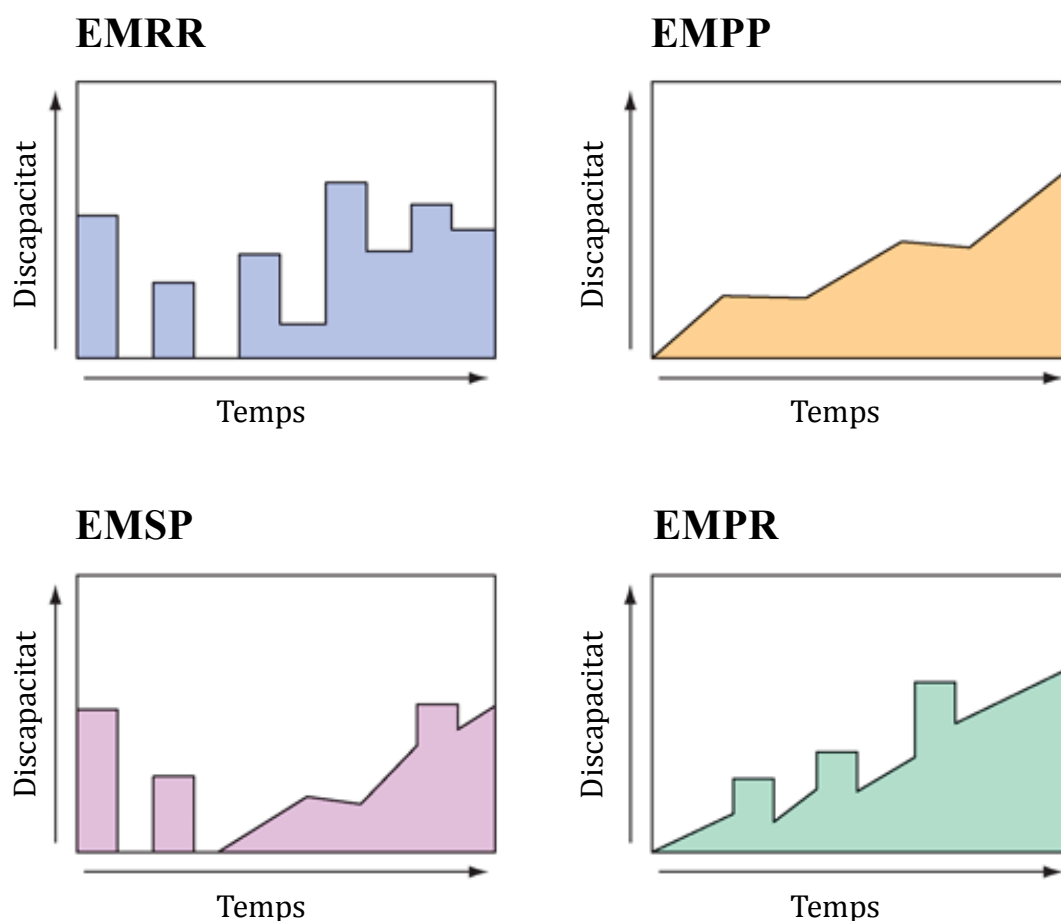 EMRR
Discapacitat
Temps
EMPP
Discapacitat
Temps
EMSP
Discapacitat
Temps
EMPR
Discapacitat
Temps